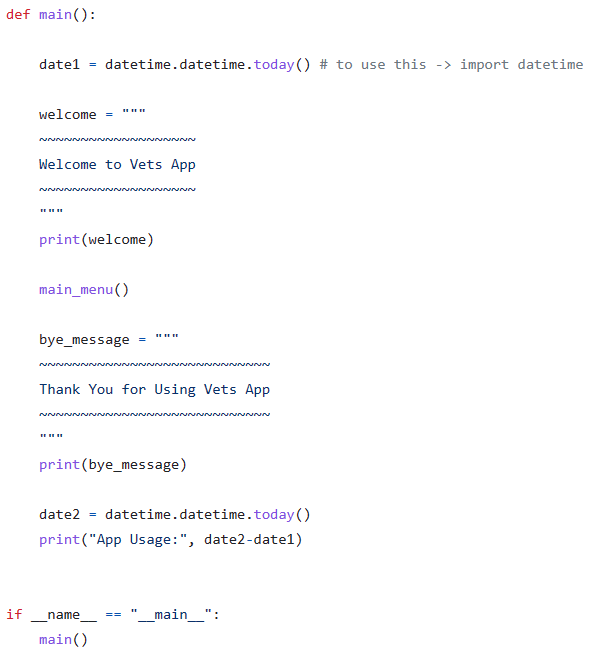 def main():
    date1 = datetime.datetime.today() # to use this -> import datetime
    welcome = """
    ~~~~~~~~~~~~~~~~~~~
    Welcome to Vets App
    ~~~~~~~~~~~~~~~~~~~
    """
    print(welcome)
    main_menu()
    bye_message = """
    ~~~~~~~~~~~~~~~~~~~~~~~~~~~~
    Thank You for Using Vets App
    ~~~~~~~~~~~~~~~~~~~~~~~~~~~~
    """
    print(bye_message)
    date2 = datetime.datetime.today()
    print("App Usage:", date2-date1)
if __name__ == "__main__":
    main()